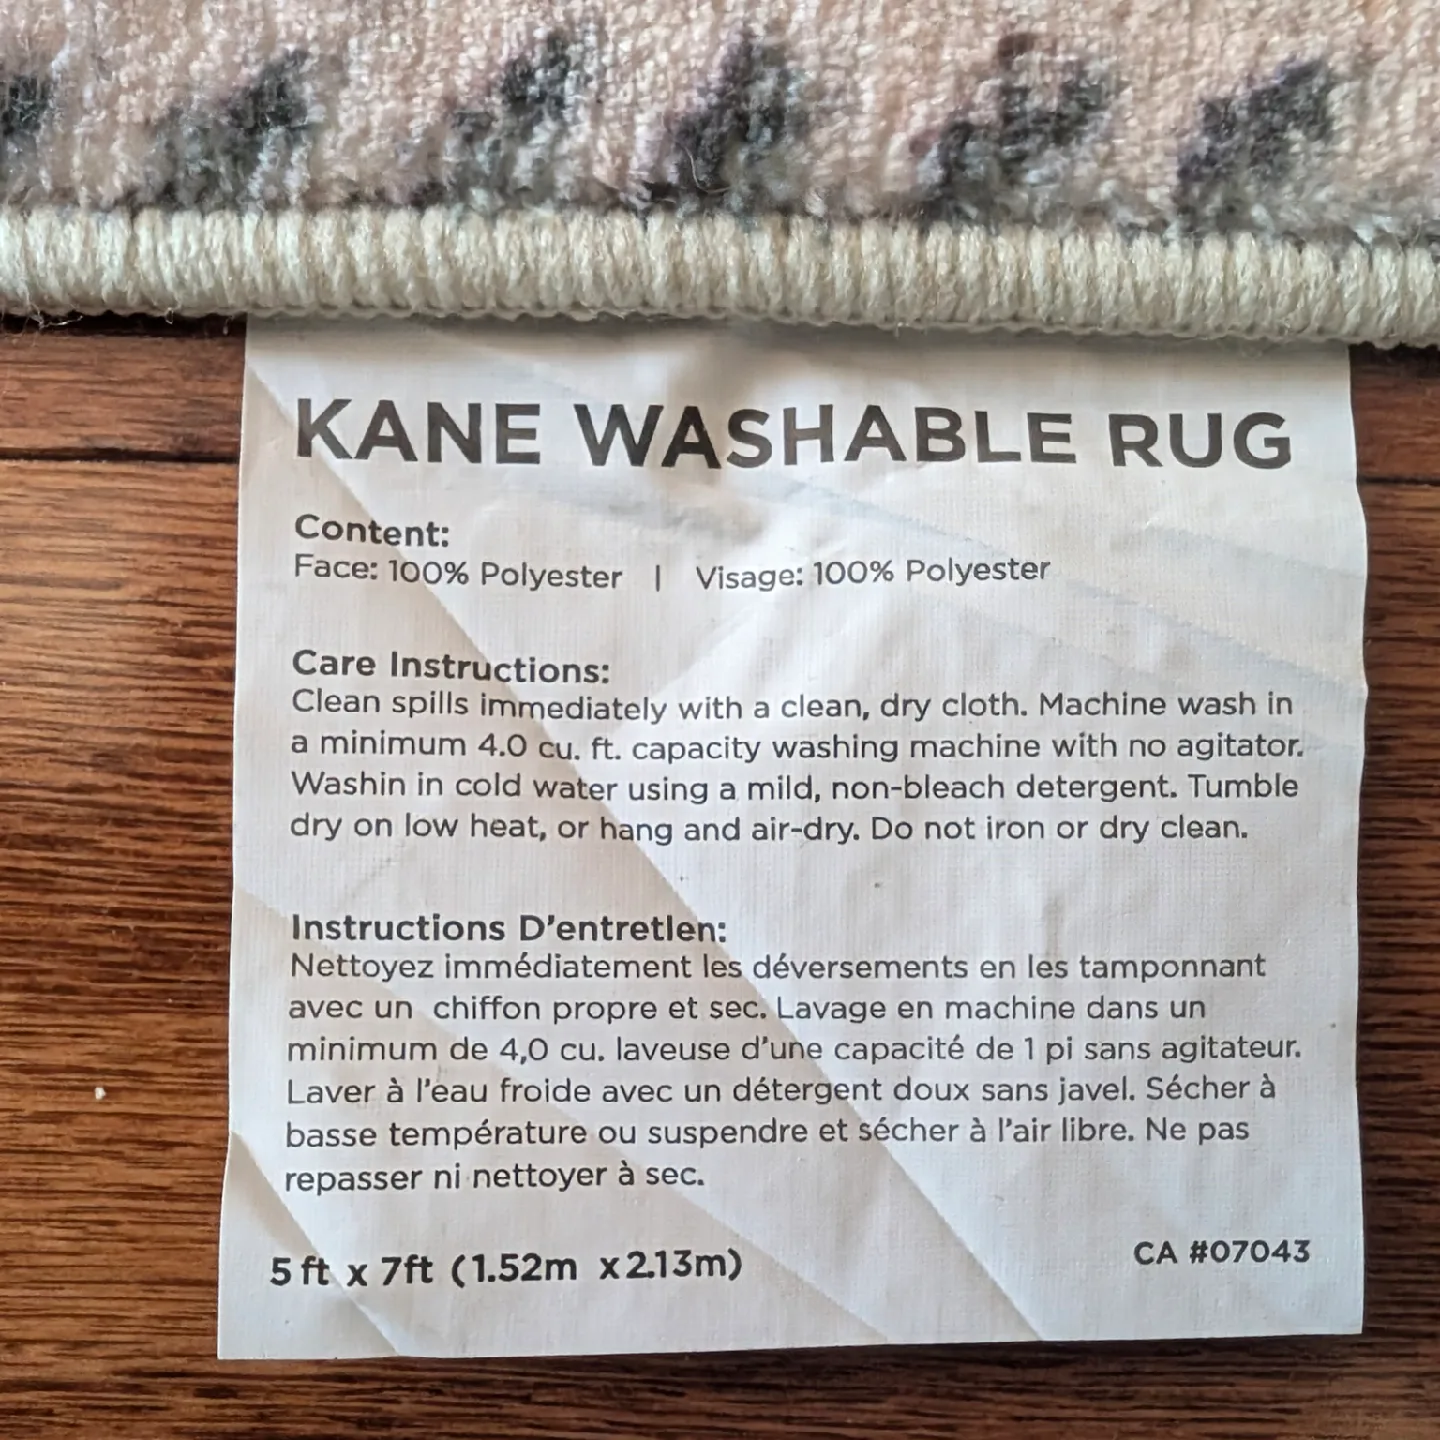 KANE WASHABLE RUG
Content:
Face: 100% Polyester | Visage: 100% Polyester
Care Instructions:
Clean spills immediately with a clean, dry cloth. Machine wash in
a minimum 4.0 cu. ft. capacity washing machine with no agitator.
Washin in cold water using a mild, non-bleach detergent. Tumble
dry on low heat, or hang and air-dry. Do not iron or dry clean.
Instructions D'entretlen:
Nettoyez immédiatement les déversements en les tamponnant
avec un chiffon propre et sec. Lavage en machine dans un
minimum de 4,0 cu. laveuse d'une capacité de 1 pi sans agitateur.
Laver à l'eau froide avec un détergent doux sans javel. Sécher à
basse température ou suspendre et sécher à l'air libre. Ne pas
repasser ni nettoyer à sec.
5 ft x 7ft (1.52m x 2.13m)
CA #07043